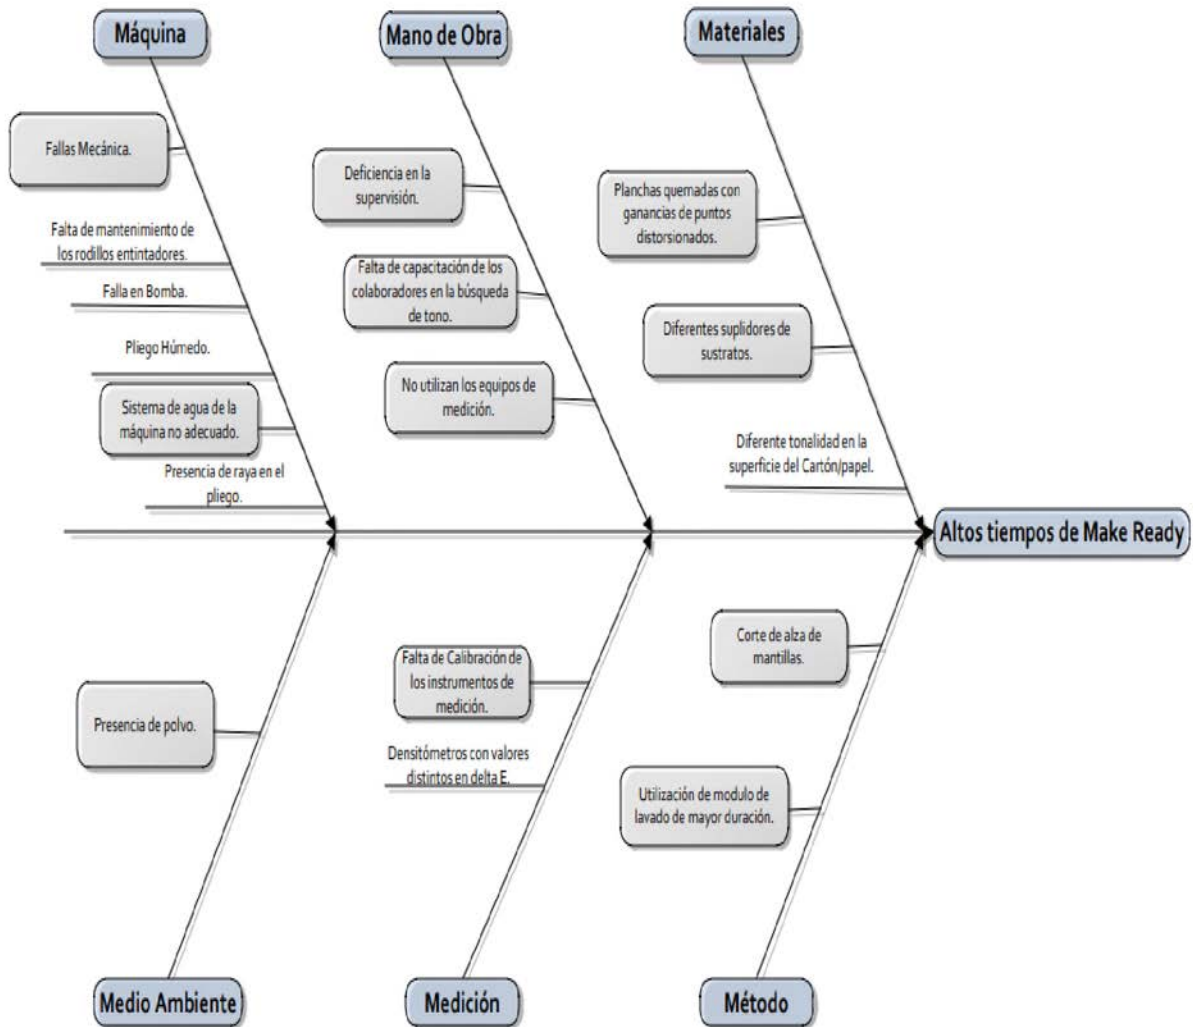 Máquina
Mano de Obra
Materiales
Fallas Mecánica.
Falta de mantenimiento de
los rodillos entintadores.
Falla en Bomba.
Pliego Húmedo.
Sistema de agua de la
máquina no adecuado.
Presencia de raya en el
pliego.
Deficiencia en la
supervisión.
Falta de capacitación de los
colaboradores en la búsqueda
de tono.
No utilizan los equipos de
medición.
Planchas quemadas con
ganancias de puntos
distorsionados.
Diferentes suplidores de
sustratos.
Diferente tonalidad en la
superficie del Cartón/papel.
Altos tiempos de Make Ready
Presencia de polvo.
Falta de Calibración de
los instrumentos de
medición.
Densitómetros con valores
distintos en delta E.
Corte de alza de
mantillas.
Utilización de modulo de
lavado de mayor duración.
Medio Ambiente
Medición
Método